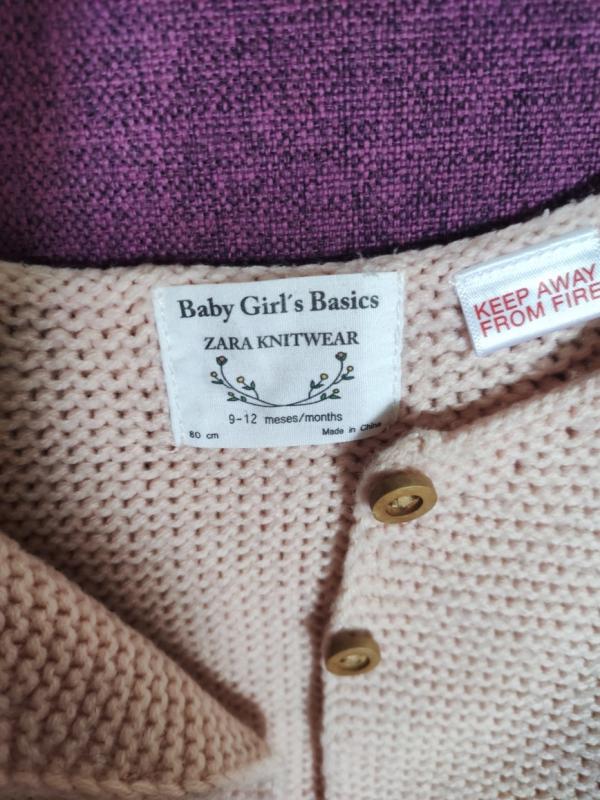 Baby Girl´s Basics
ZARA KNITWEAR
9-12 meses/months
80 cm
Made in China
KEEP AWAY
FROM FIRE